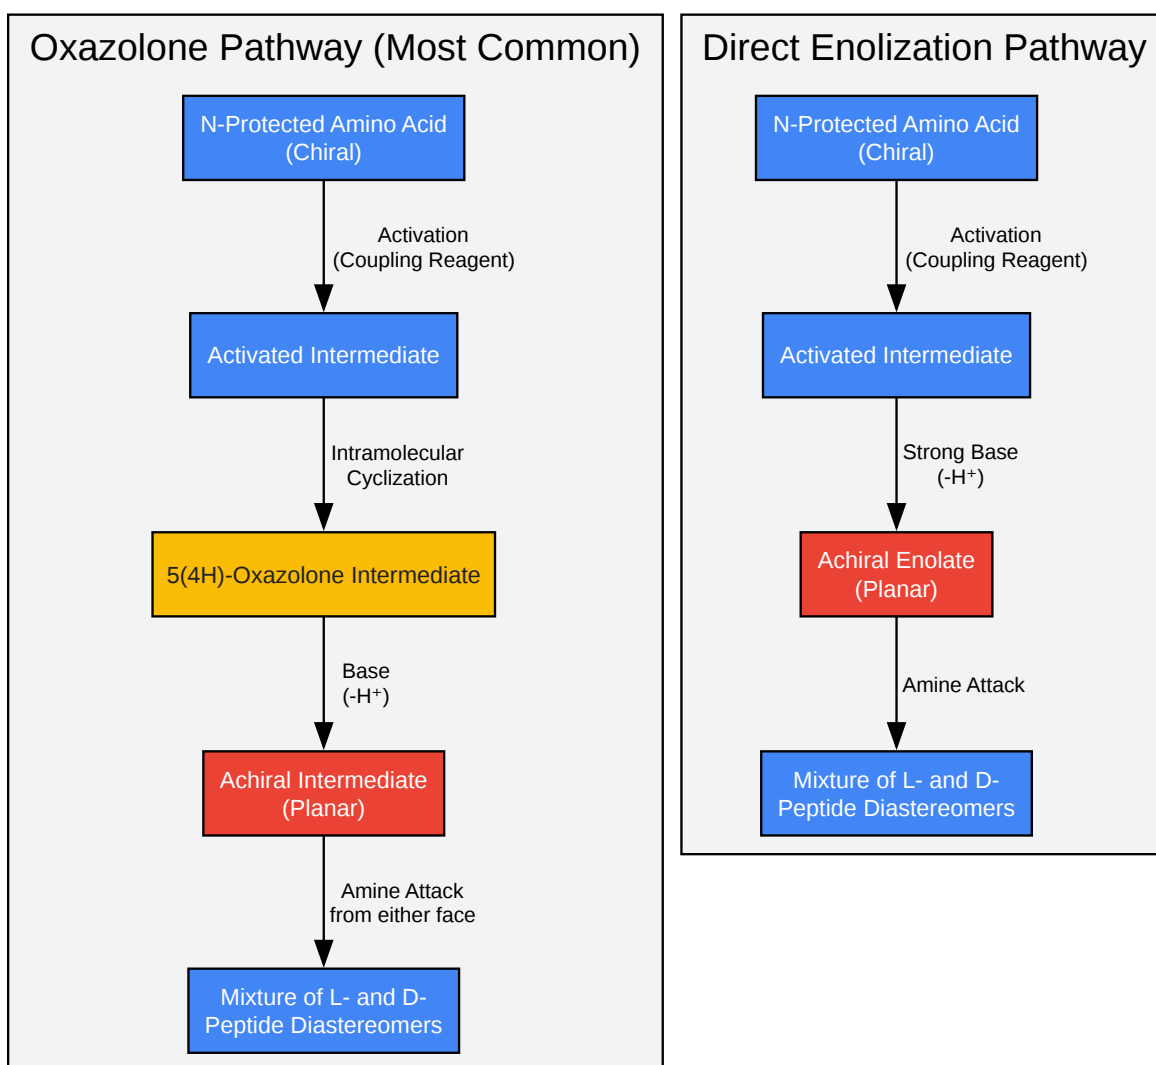 Oxazolone Pathway (Most Common)
N-Protected Amino Acid
(Chiral)
Activation
(Coupling Reagent)
Activated Intermediate
Intramolecular
Cyclization
5(4H)-Oxazolone Intermediate
Base
(-H⁺)
Achiral Intermediate
(Planar)
Amine Attack
from either face
Mixture of L- and D-
Peptide Diastereomers
Direct Enolization Pathway
N-Protected Amino Acid
(Chiral)
Activation
(Coupling Reagent)
Activated Intermediate
Strong Base
(-H⁺)
Achiral Enolate
(Planar)
Amine Attack
Mixture of L- and D-
Peptide Diastereomers